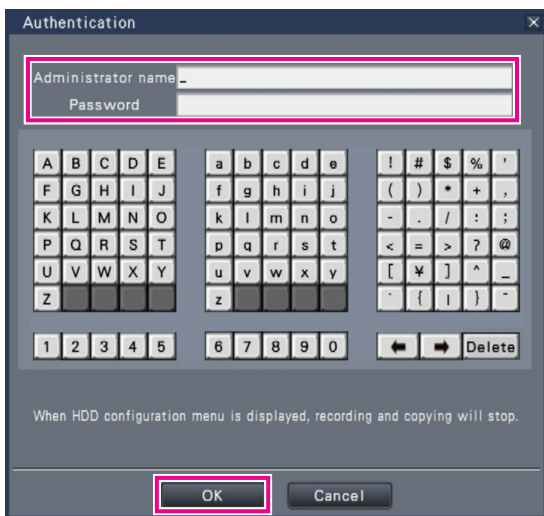 Authentication ×
Administrator name _
Password
A B C D E a b c d e ! # $ % '
F G H I J f g h i j ( ) * + ,
K L M N O k l m n o - . / : ;
P Q R S T p q r s t < = > ? @
U V W X Y u v w x y [ ¥ ] ^ _
Z z ` { | } ~
1 2 3 4 5 6 7 8 9 0 ← → Delete
When HDD configuration menu is displayed, recording and copying will stop.
OK Cancel